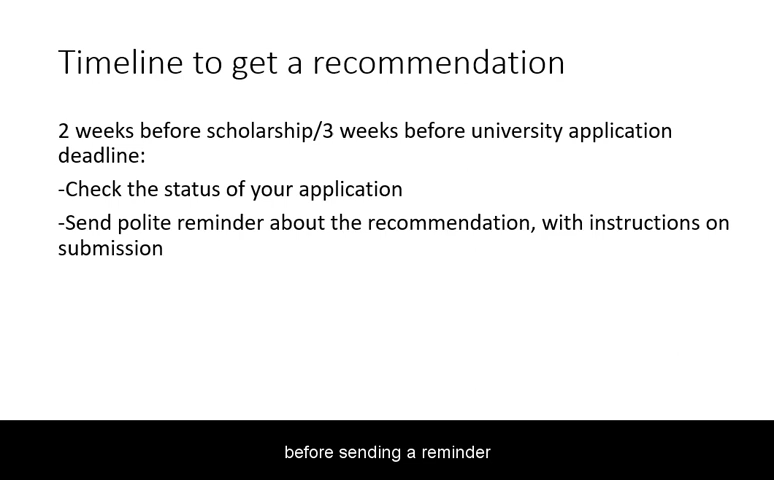 Timeline to get a recommendation
2 weeks before scholarship/3 weeks before university application
deadline:
-Check the status of your application
-Send polite reminder about the recommendation, with instructions on
submission
before sending a reminder